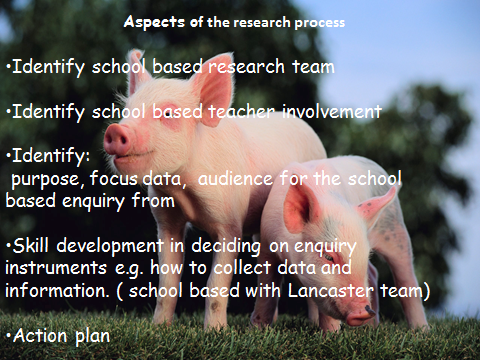 Aspects of the research process
•Identify school based research team
•Identify school based teacher involvement
•Identify:
purpose, focus data, audience for the school
based enquiry from
•Skill development in deciding on enquiry
instruments e.g. how to collect data and
information. ( school based with Lancaster team)
•Action plan